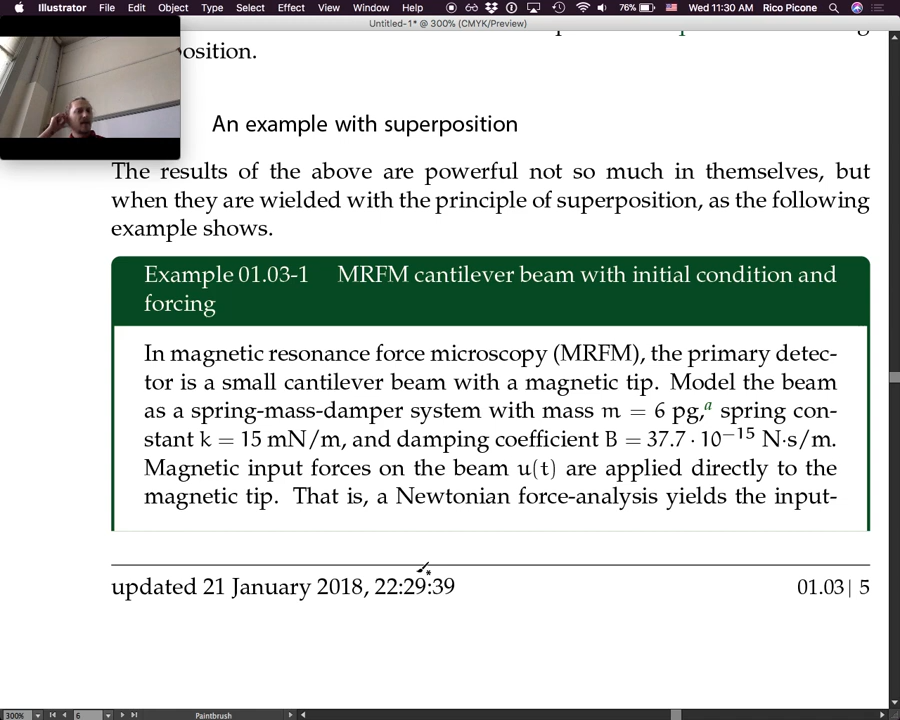 Illustrator File Edit Object Type Select Effect View Window Help 76% Wed 11:30 AM Rico Picone
Untitled-1* @ 300% (CMYK/Preview)
osition.
An example with superposition
The results of the above are powerful not so much in themselves, but
when they are wielded with the principle of superposition, as the following
example shows.
Example 01.03-1 MRFM cantilever beam with initial condition and
forcing
In magnetic resonance force microscopy (MRFM), the primary detec-
tor is a small cantilever beam with a magnetic tip. Model the beam
as a spring-mass-damper system with mass m = 6 pg,ᵃ spring con-
stant k = 15 mN/m, and damping coefficient B = 37.7 · 10⁻¹⁵ N·s/m.
Magnetic input forces on the beam u(t) are applied directly to the
magnetic tip. That is, a Newtonian force-analysis yields the input-
updated 21 January 2018, 22:29:39 01.03| 5
300% 6 Paintbrush